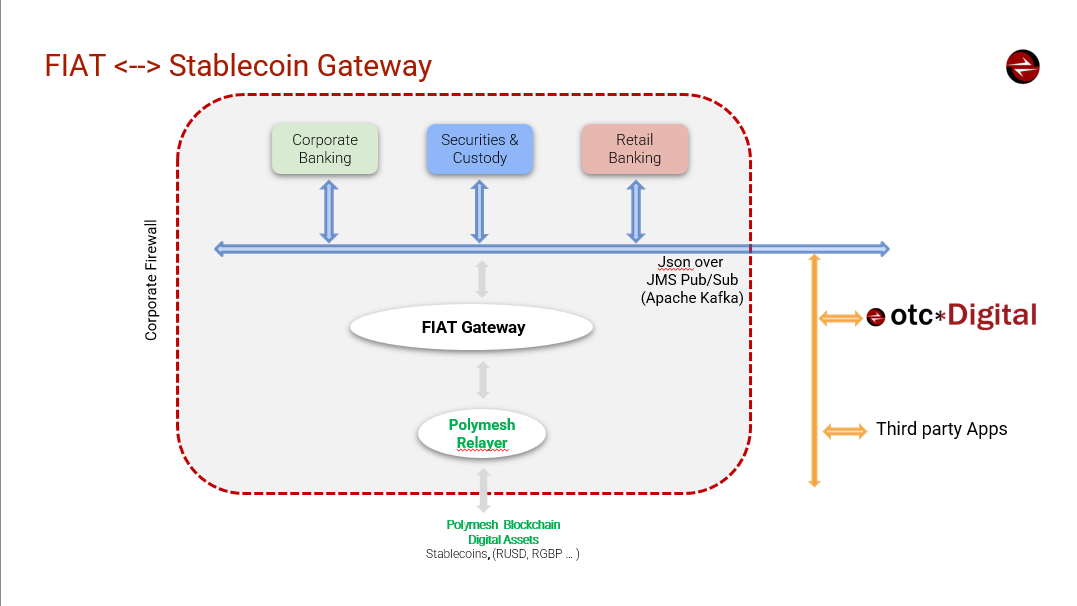 FIAT <--> Stablecoin Gateway
Corporate
Banking
Securities &
Custody
Retail
Banking
Corporate Firewall
Json over
JMS Pub/Sub
(Apache Kafka)
FIAT Gateway
otc*Digital
Polymesh
Relayer
Third party Apps
Polymesh Blockchain
Digital Assets
Stablecoins, (RUSD, RGBP ... )